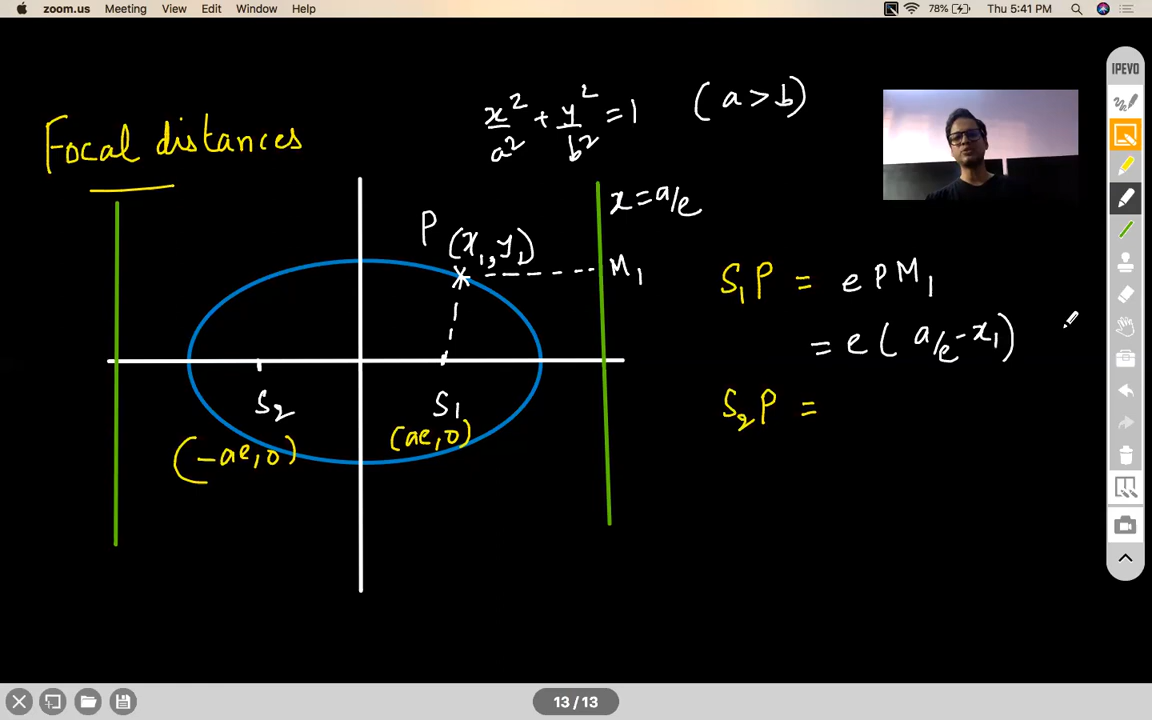 zoom.us Meeting View Edit Window Help 78% Thu 5:41 PM
IPEVO
Focal distances
x²/a² + y²/b² = 1 (a > b)
x = a/e
P (x₁, y₁)
M₁
S₁P = e P M₁
= e ( a/e - x₁)
S₂P =
S₂ S₁
(-ae, 0) (ae, 0)
13 / 13